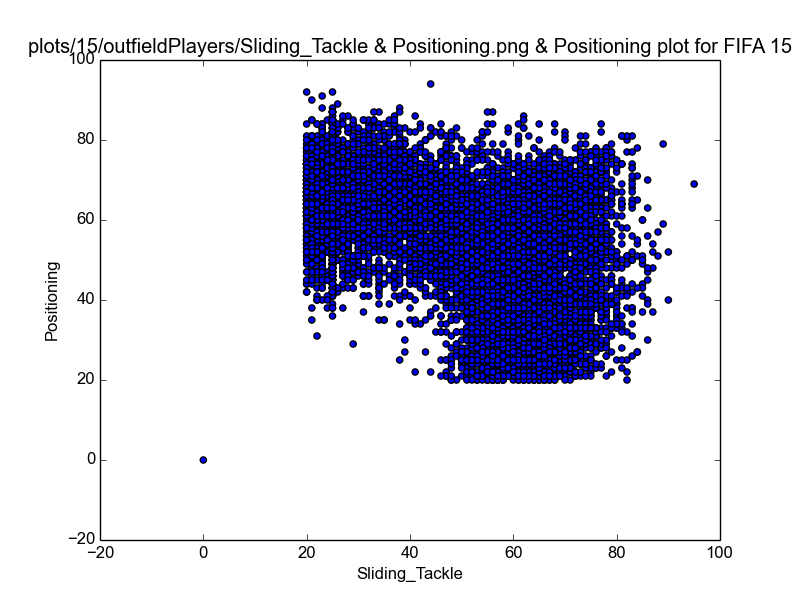 plots/15/outfieldPlayers/Sliding_Tackle & Positioning.png & Positioning plot for FIFA 15
100
80
60
40
20
0
−20
Positioning
−20 0 20 40 60 80 100
Sliding_Tackle